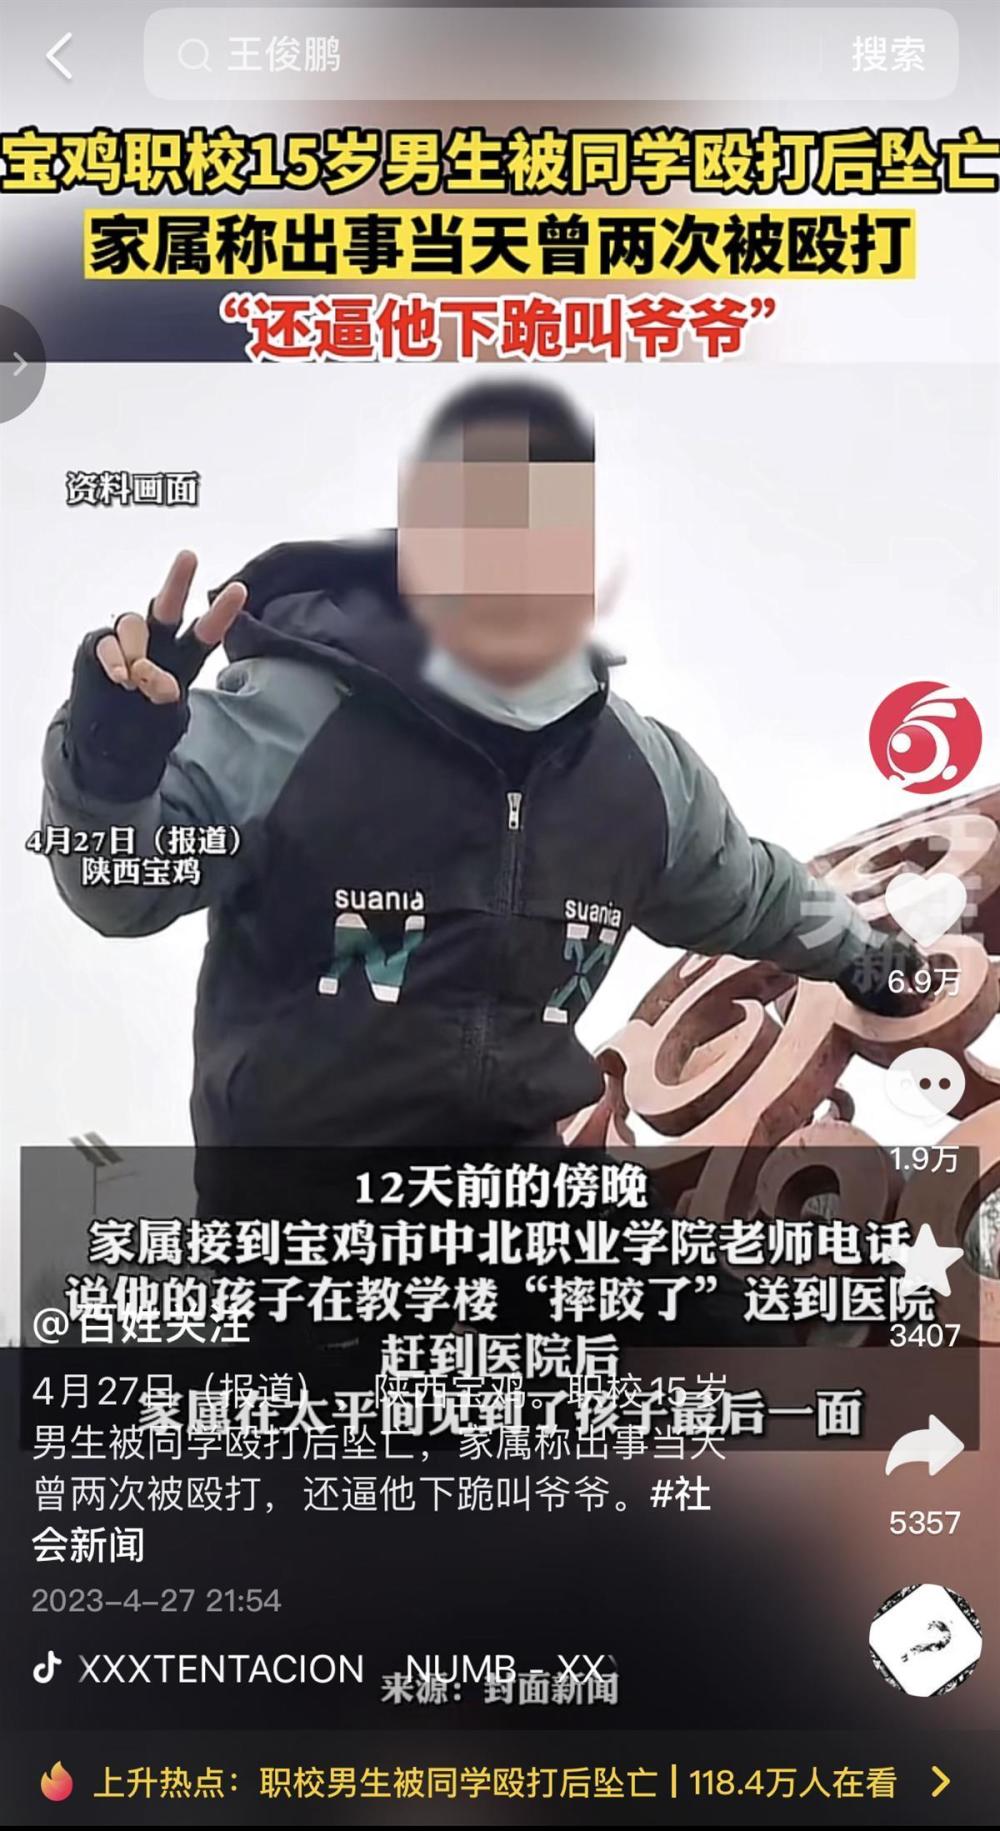 王俊鹏
搜索
宝鸡职校15岁男生被同学殴打后坠亡
家属称出事当天曾两次被殴打
“还逼他下跪叫爷爷”
资料画面
4月27日（报道）
陕西宝鸡
suania
suania
N
X
6.9万
1.9万
12天前的傍晚
家属接到宝鸡市中北职业学院老师电话
说他的孩子在教学楼“摔跤了”送到医院
赶到医院后
家属在太平间见到了孩子最后一面
3407
@百姓关注
4月27日（报道），陕西宝鸡。职校15岁
男生被同学殴打后坠亡，家属称出事当天
曾两次被殴打，还逼他下跪叫爷爷。#社
会新闻
5357
2023-4-27 21:54
XXXTENTACION NUMB - XX
来源：封面新闻
上升热点：职校男生被同学殴打后坠亡 | 118.4万人在看